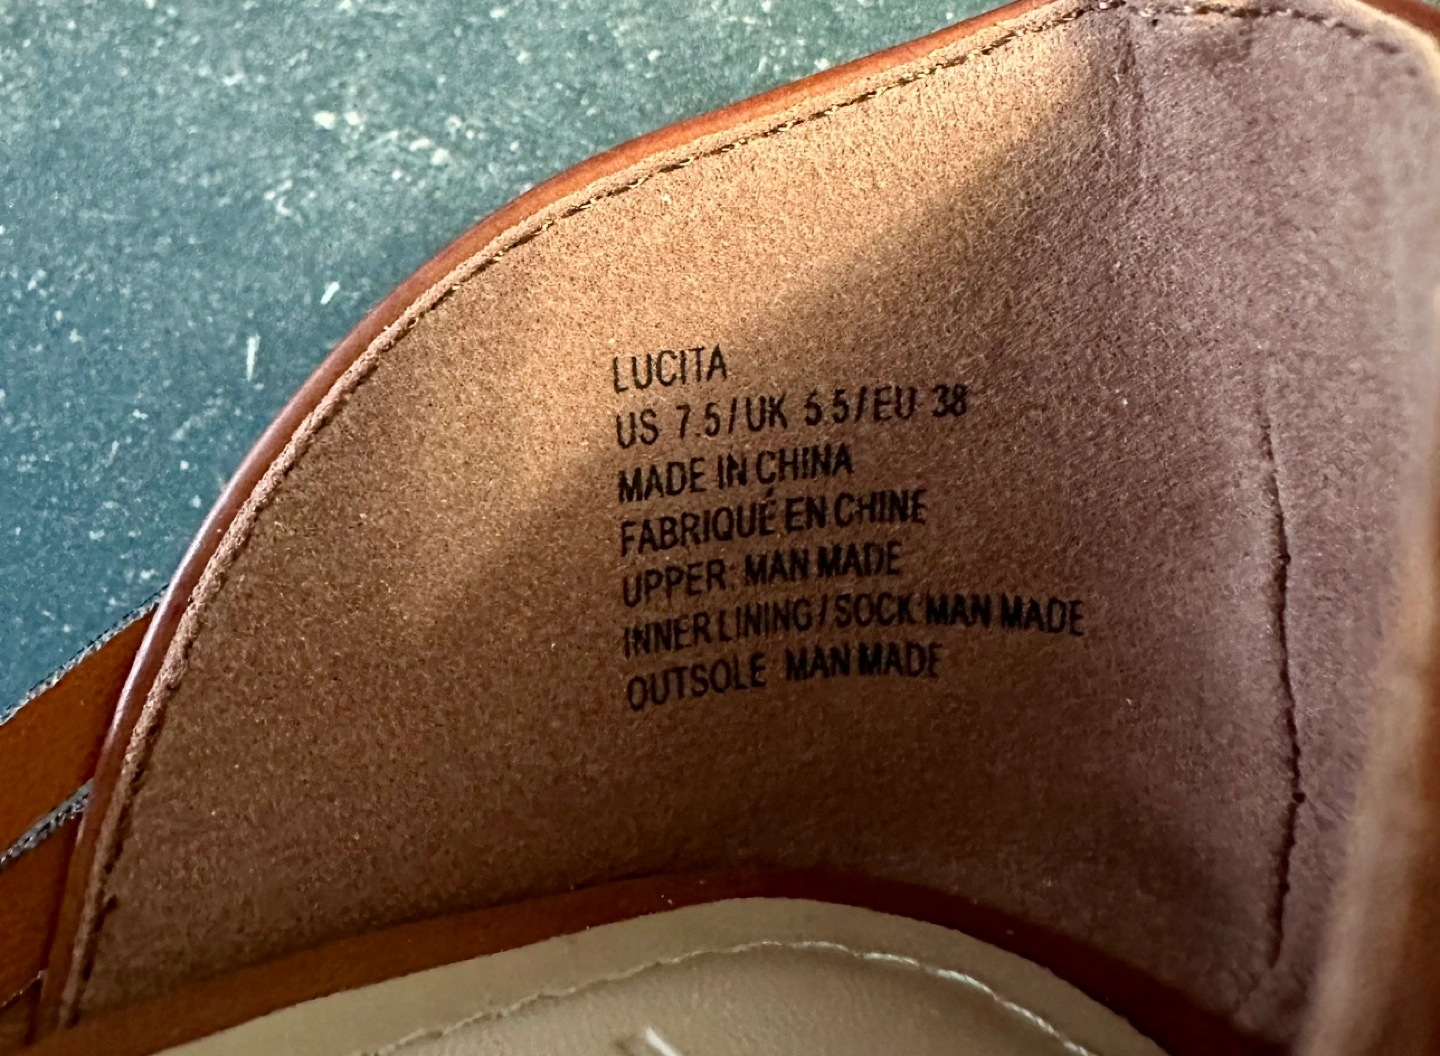 LUCITA
US 7.5/UK 5.5/EU 38
MADE IN CHINA
FABRIQUÉ EN CHINE
UPPER: MAN MADE
INNER LINING/SOCK MAN MADE
OUTSOLE MAN MADE